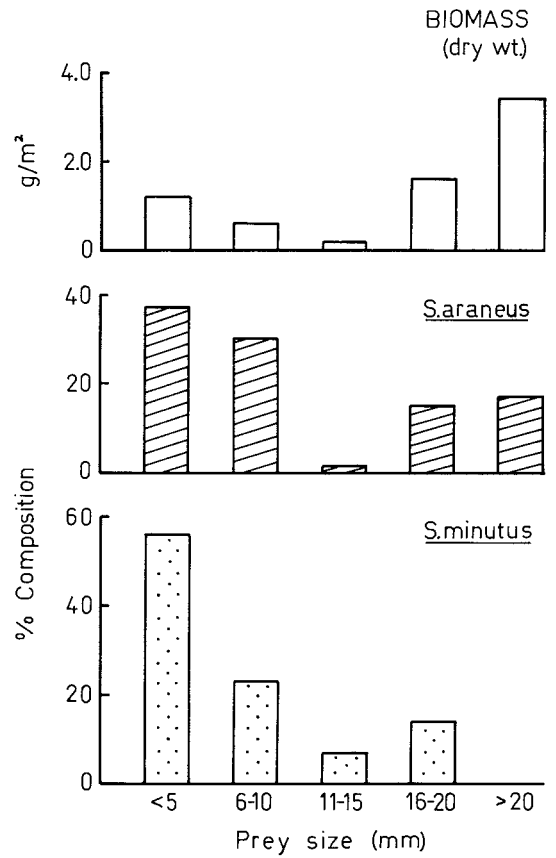 BIOMASS
(dry wt.)
4.0
2.0
0
g/m²
S.araneus
40
20
0
S.minutus
60
40
20
0
% Composition
<5 6-10 11-15 16-20 >20
Prey size (mm)